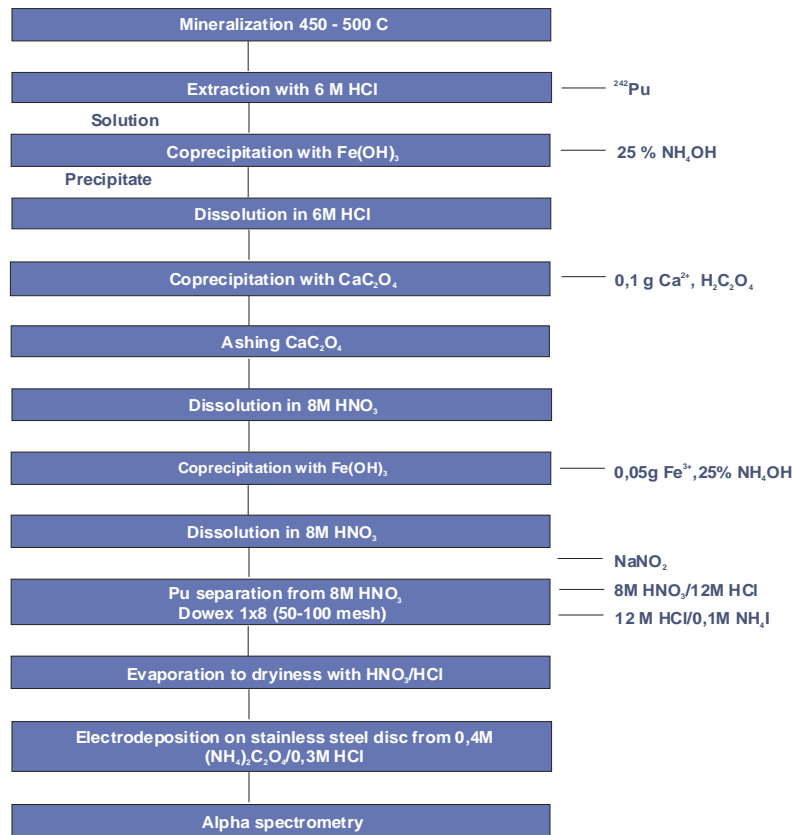 Mineralization 450 - 500 C
Extraction with 6 M HCl
²⁴²Pu
Solution
Coprecipitation with Fe(OH)₃
25 % NH₄OH
Precipitate
Dissolution in 6M HCl
Coprecipitation with CaC₂O₄
0,1 g Ca²⁺, H₂C₂O₄
Ashing CaC₂O₄
Dissolution in 8M HNO₃
Coprecipitation with Fe(OH)₃
0,05g Fe³⁺,25% NH₄OH
Dissolution in 8M HNO₃
NaNO₂
Pu separation from 8M HNO₃
Dowex 1x8 (50-100 mesh)
8M HNO₃/12M HCl
12 M HCl/0,1M NH₄I
Evaporation to dryiness with HNO₃/HCl
Electrodeposition on stainless steel disc from 0,4M
(NH₄)₂C₂O₄/0,3M HCl
Alpha spectrometry